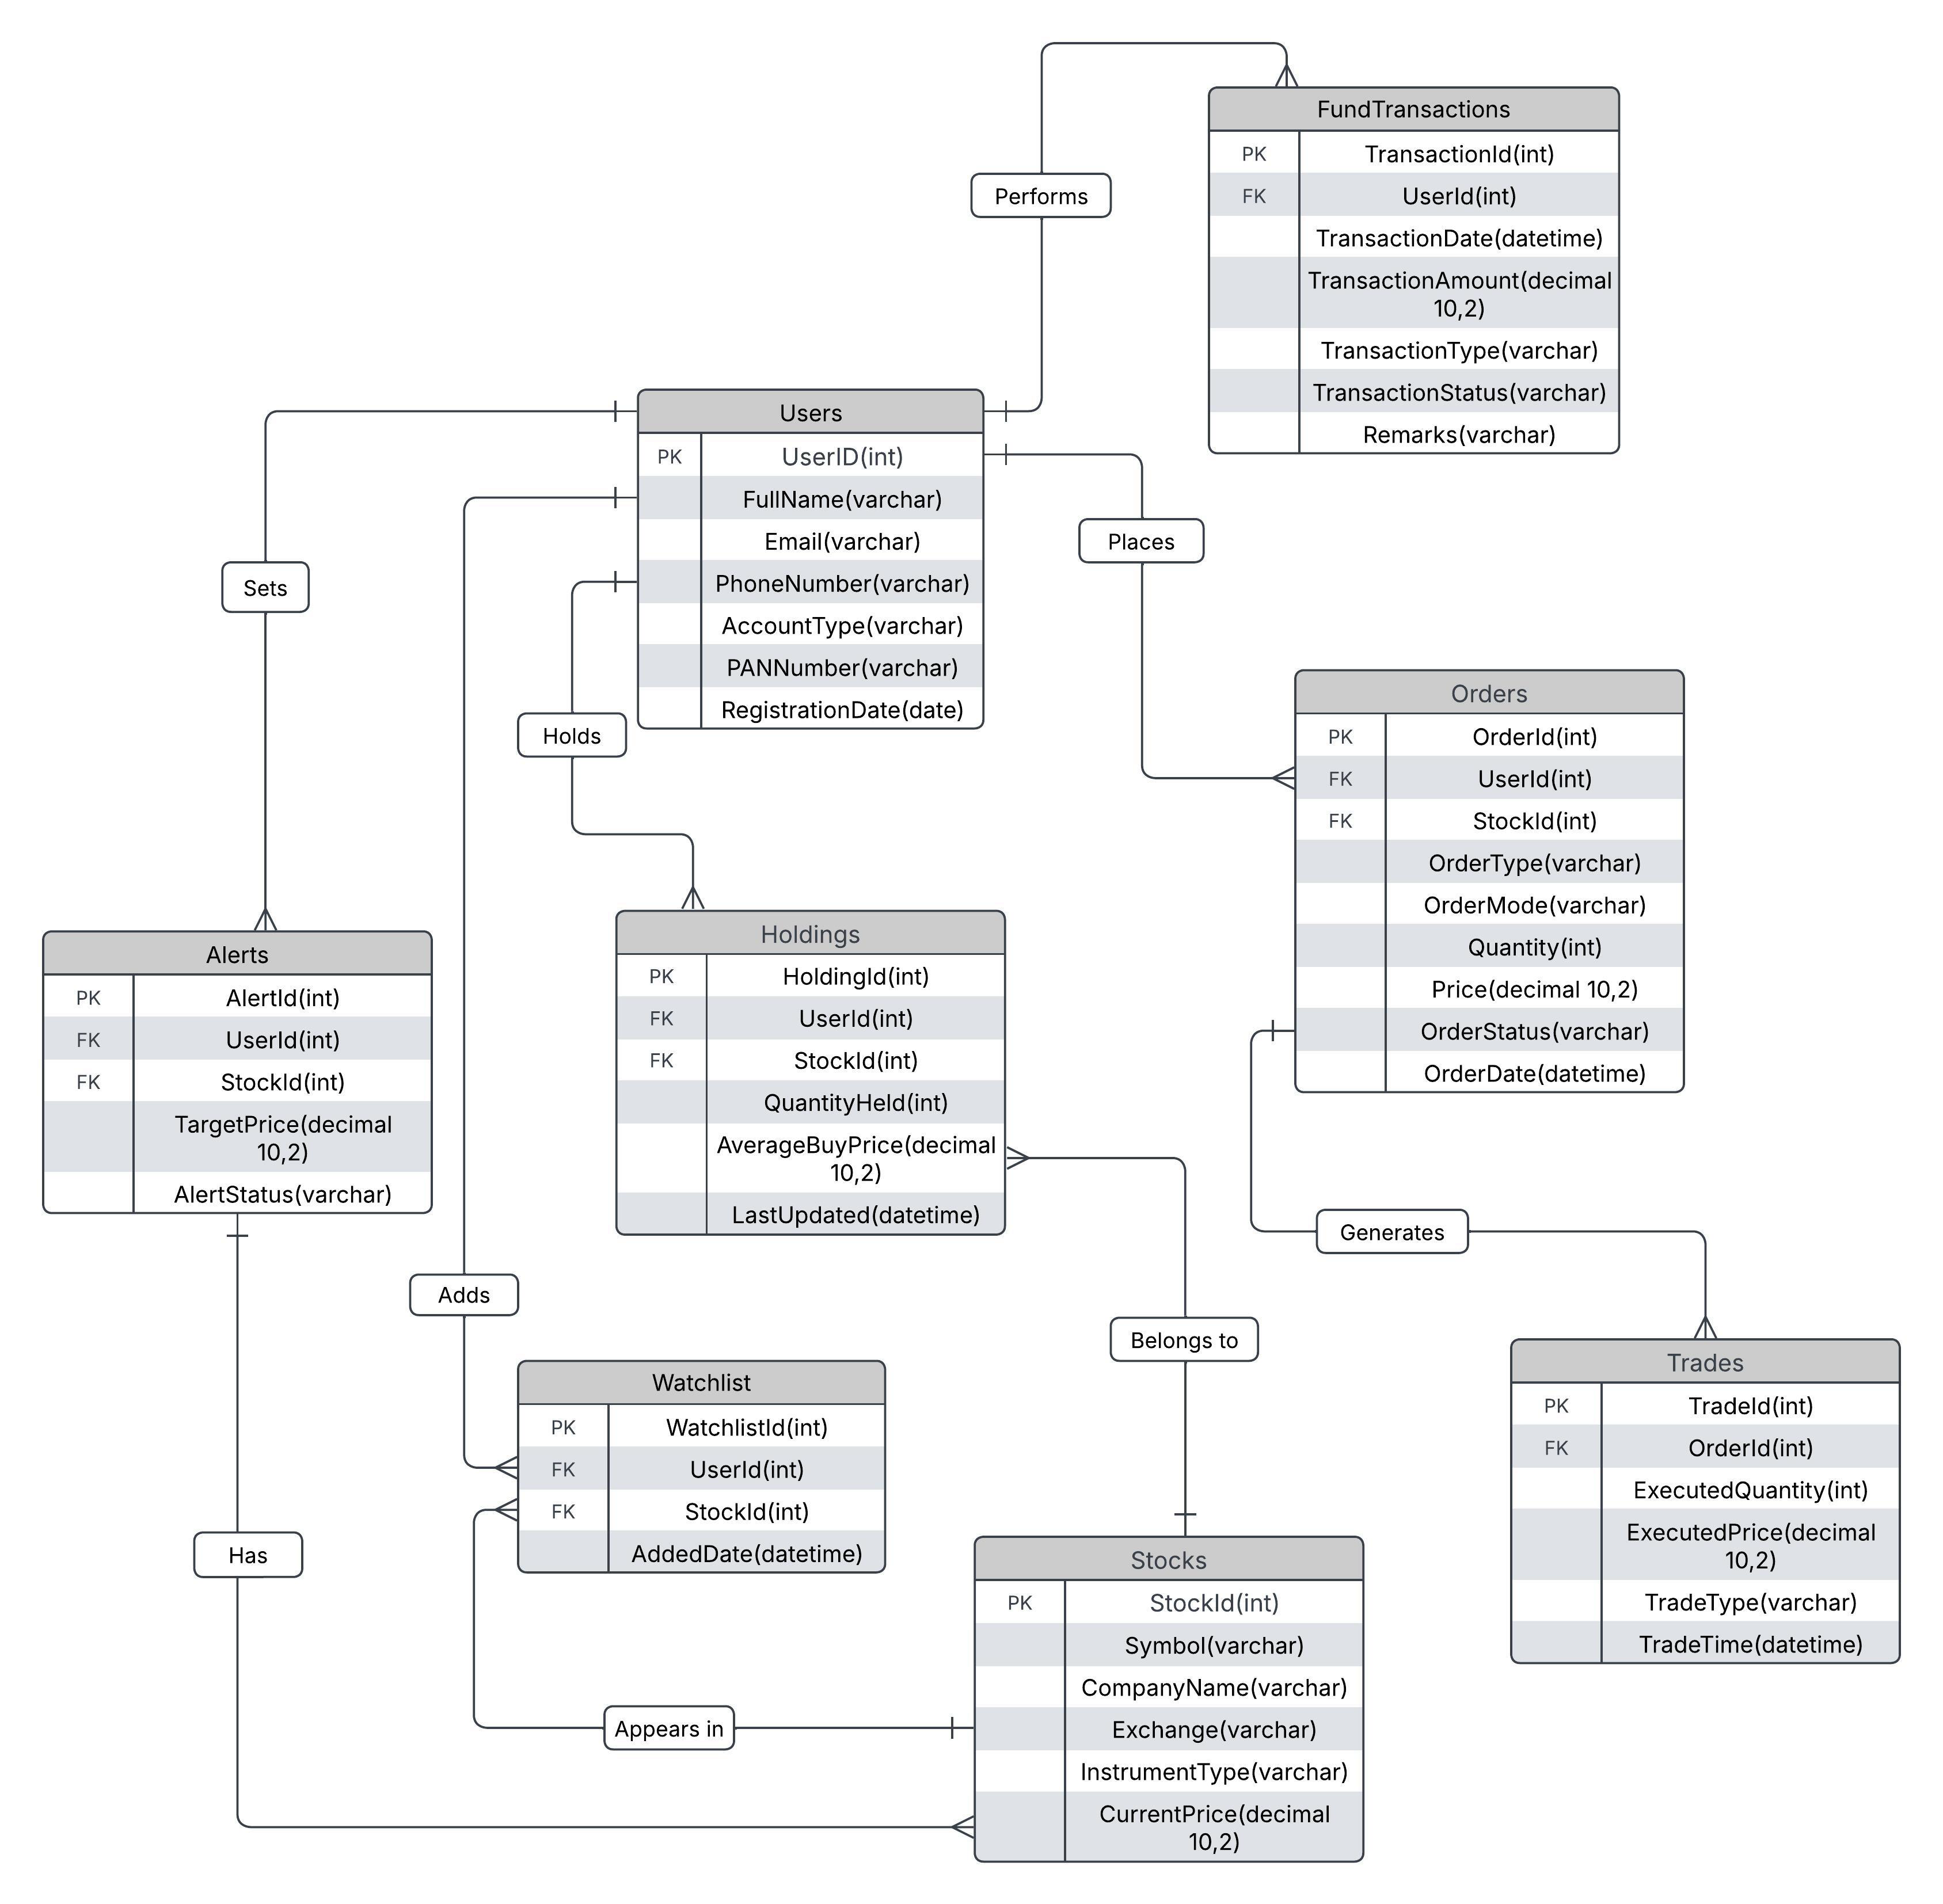 FundTransactions
PK TransactionId(int)
FK UserId(int)
TransactionDate(datetime)
TransactionAmount(decimal
10,2)
TransactionType(varchar)
TransactionStatus(varchar)
Remarks(varchar)
Performs
Users
PK UserID(int)
FullName(varchar)
Email(varchar)
PhoneNumber(varchar)
AccountType(varchar)
PANNumber(varchar)
RegistrationDate(date)
Places
Sets
Holds
Orders
PK OrderId(int)
FK UserId(int)
FK StockId(int)
OrderType(varchar)
OrderMode(varchar)
Quantity(int)
Price(decimal 10,2)
OrderStatus(varchar)
OrderDate(datetime)
Alerts
PK AlertId(int)
FK UserId(int)
FK StockId(int)
TargetPrice(decimal
10,2)
AlertStatus(varchar)
Holdings
PK HoldingId(int)
FK UserId(int)
FK StockId(int)
QuantityHeld(int)
AverageBuyPrice(decimal
10,2)
LastUpdated(datetime)
Generates
Adds
Belongs to
Watchlist
PK WatchlistId(int)
FK UserId(int)
FK StockId(int)
AddedDate(datetime)
Trades
PK TradeId(int)
FK OrderId(int)
ExecutedQuantity(int)
ExecutedPrice(decimal
10,2)
TradeType(varchar)
TradeTime(datetime)
Has
Stocks
PK StockId(int)
Symbol(varchar)
CompanyName(varchar)
Exchange(varchar)
InstrumentType(varchar)
CurrentPrice(decimal
10,2)
Appears in